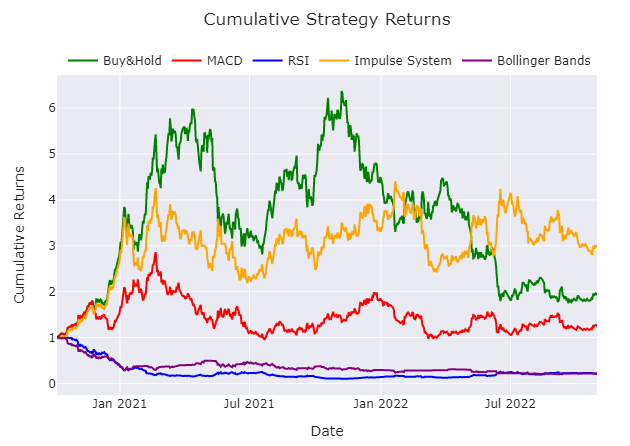 Cumulative Strategy Returns
Buy&Hold MACD RSI Impulse System Bollinger Bands
6
5
4
3
2
1
0
Cumulative Returns
Jan 2021 Jul 2021 Jan 2022 Jul 2022
Date